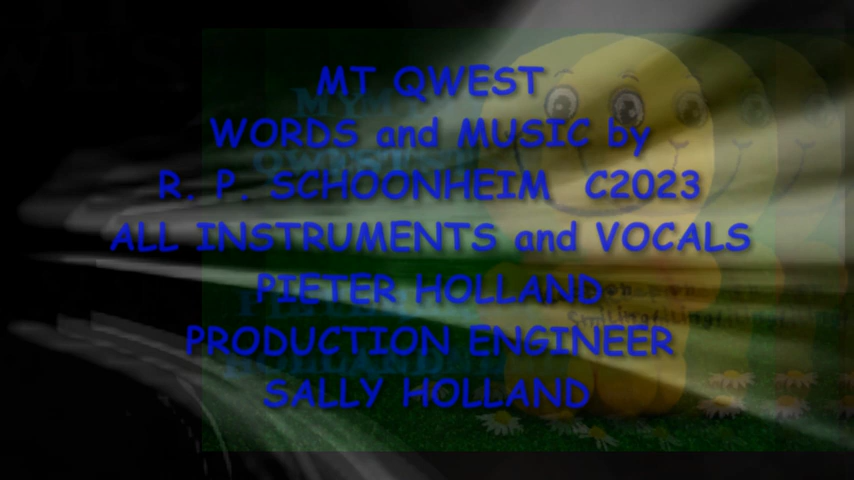 MT QWEST
WORDS and MUSIC by
R. P. SCHOONHEIM C2023
ALL INSTRUMENTS and VOCALS
PIETER HOLLAND
PRODUCTION ENGINEER
SALLY HOLLAND